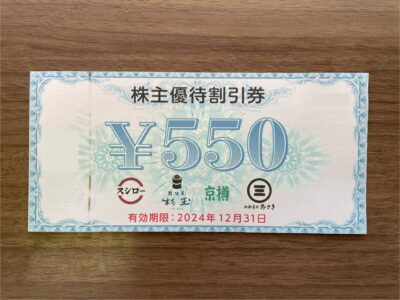 株主優待割引券
¥550
スシロー 杉玉 京樽
有効期限:2024年12月31日